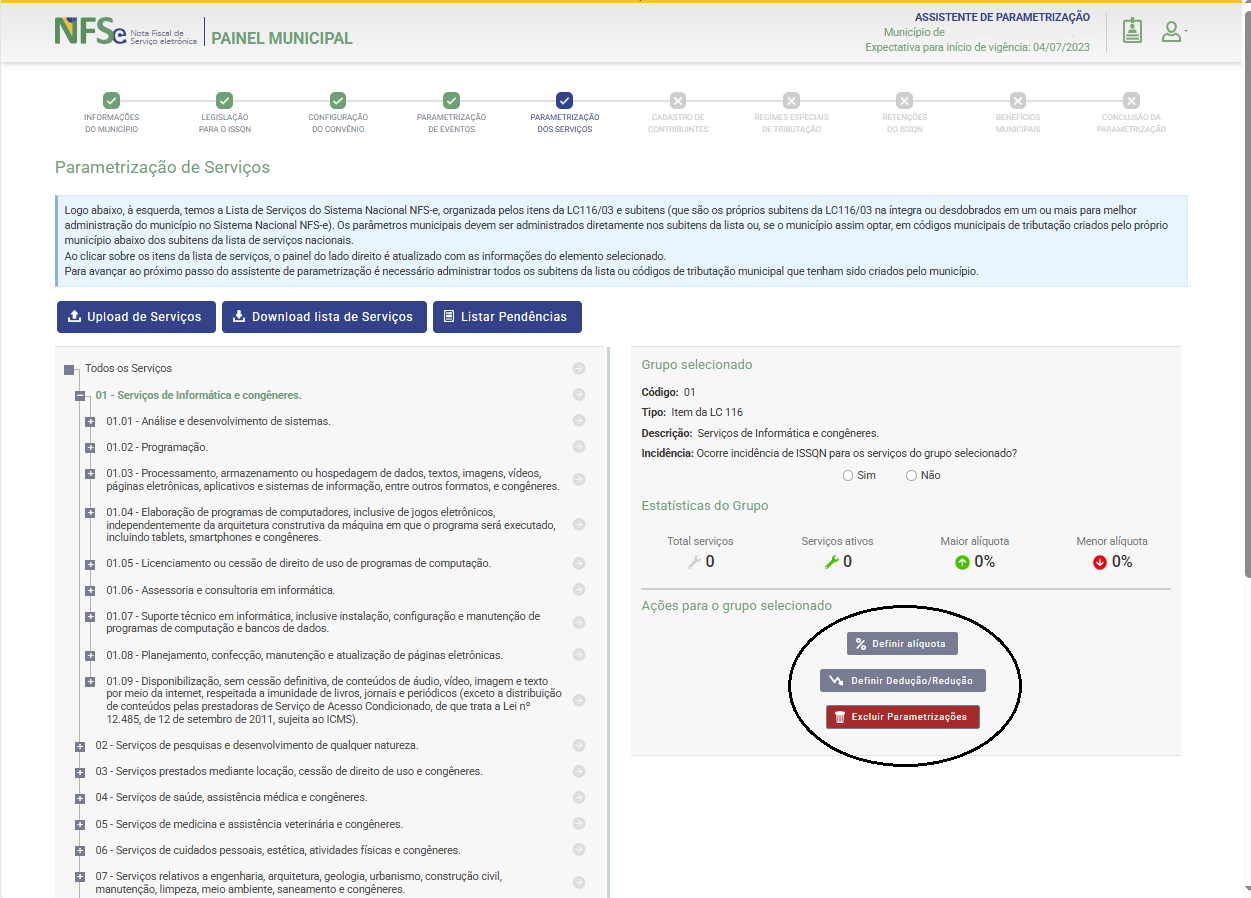 NFSe Nota Fiscal de
Serviço eletrônica
PAINEL MUNICIPAL
ASSISTENTE DE PARAMETRIZAÇÃO
Município de
Expectativa para início de vigência: 04/07/2023
INFORMAÇÕES
DO MUNICÍPIO
LEGISLAÇÃO
PARA O ISSQN
CONFIGURAÇÃO
DO CONVÊNIO
PARAMETRIZAÇÃO
DE EVENTOS
PARAMETRIZAÇÃO
DOS SERVIÇOS
CADASTRO DE
CONTRIBUINTES
REGIMES ESPECIAIS
DE TRIBUTAÇÃO
RETENÇÕES
DO ISSQN
BENEFÍCIOS
MUNICIPAIS
CONCLUSÃO DA
PARAMETRIZAÇÃO
Parametrização de Serviços
Logo abaixo, à esquerda, temos a Lista de Serviços do Sistema Nacional NFS-e, organizada pelos itens da LC116/03 e subitens (que são os próprios subitens da LC116/03 na íntegra ou desdobrados em um ou mais para melhor
administração do município no Sistema Nacional NFS-e). Os parâmetros municipais devem ser administrados diretamente nos subitens da lista ou, se o município assim optar, em códigos municipais de tributação criados pelo próprio
município abaixo dos subitens da lista de serviços nacionais.
Ao clicar sobre os itens da lista de serviços, o painel do lado direito é atualizado com as informações do elemento selecionado.
Para avançar ao próximo passo do assistente de parametrização é necessário administrar todos os subitens da lista ou códigos de tributação municipal que tenham sido criados pelo município.
Upload de Serviços
Download lista de Serviços
Listar Pendências
Todos os Serviços
01 - Serviços de Informática e congêneres.
01.01 - Análise e desenvolvimento de sistemas.
01.02 - Programação.
01.03 - Processamento, armazenamento ou hospedagem de dados, textos, imagens, vídeos,
páginas eletrônicas, aplicativos e sistemas de informação, entre outros formatos, e congêneres.
01.04 - Elaboração de programas de computadores, inclusive de jogos eletrônicos,
independentemente da arquitetura construtiva da máquina em que o programa será executado,
incluindo tablets, smartphones e congêneres.
01.05 - Licenciamento ou cessão de direito de uso de programas de computação.
01.06 - Assessoria e consultoria em informática.
01.07 - Suporte técnico em informática, inclusive instalação, configuração e manutenção de
programas de computação e bancos de dados.
01.08 - Planejamento, confecção, manutenção e atualização de páginas eletrônicas.
01.09 - Disponibilização, sem cessão definitiva, de conteúdos de áudio, vídeo, imagem e texto
por meio da internet, respeitada a imunidade de livros, jornais e periódicos (exceto a distribuição
de conteúdos pelas prestadoras de Serviço de Acesso Condicionado, de que trata a Lei nº
12.485, de 12 de setembro de 2011, sujeita ao ICMS).
02 - Serviços de pesquisas e desenvolvimento de qualquer natureza.
03 - Serviços prestados mediante locação, cessão de direito de uso e congêneres.
04 - Serviços de saúde, assistência médica e congêneres.
05 - Serviços de medicina e assistência veterinária e congêneres.
06 - Serviços de cuidados pessoais, estética, atividades físicas e congêneres.
07 - Serviços relativos a engenharia, arquitetura, geologia, urbanismo, construção civil,
manutenção, limpeza, meio ambiente, saneamento e congêneres.
Grupo selecionado
Código: 01
Tipo: Item da LC 116
Descrição: Serviços de Informática e congêneres.
Incidência: Ocorre incidência de ISSQN para os serviços do grupo selecionado?
Sim Não
Estatísticas do Grupo
Total serviços
0
Serviços ativos
0
Maior alíquota
0%
Menor alíquota
0%
Ações para o grupo selecionado
% Definir alíquota
Definir Dedução/Redução
Excluir Parametrizações